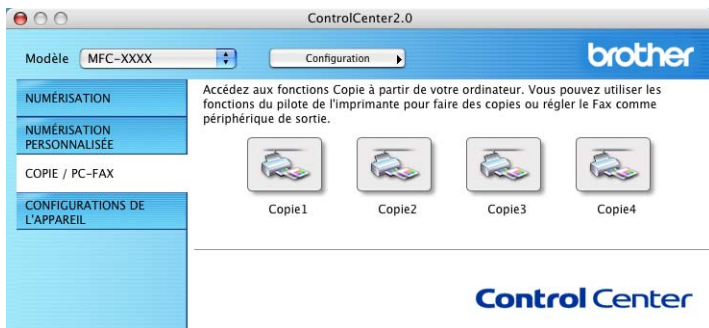 ControlCenter2.0
Modèle MFC-XXXX Configuration brother
NUMÉRISATION
NUMÉRISATION
PERSONNALISÉE
COPIE / PC-FAX
CONFIGURATIONS DE
L'APPAREIL
Accédez aux fonctions Copie à partir de votre ordinateur. Vous pouvez utiliser les
fonctions du pilote de l'imprimante pour faire des copies ou régler le Fax comme
périphérique de sortie.
Copie1 Copie2 Copie3 Copie4
Control Center